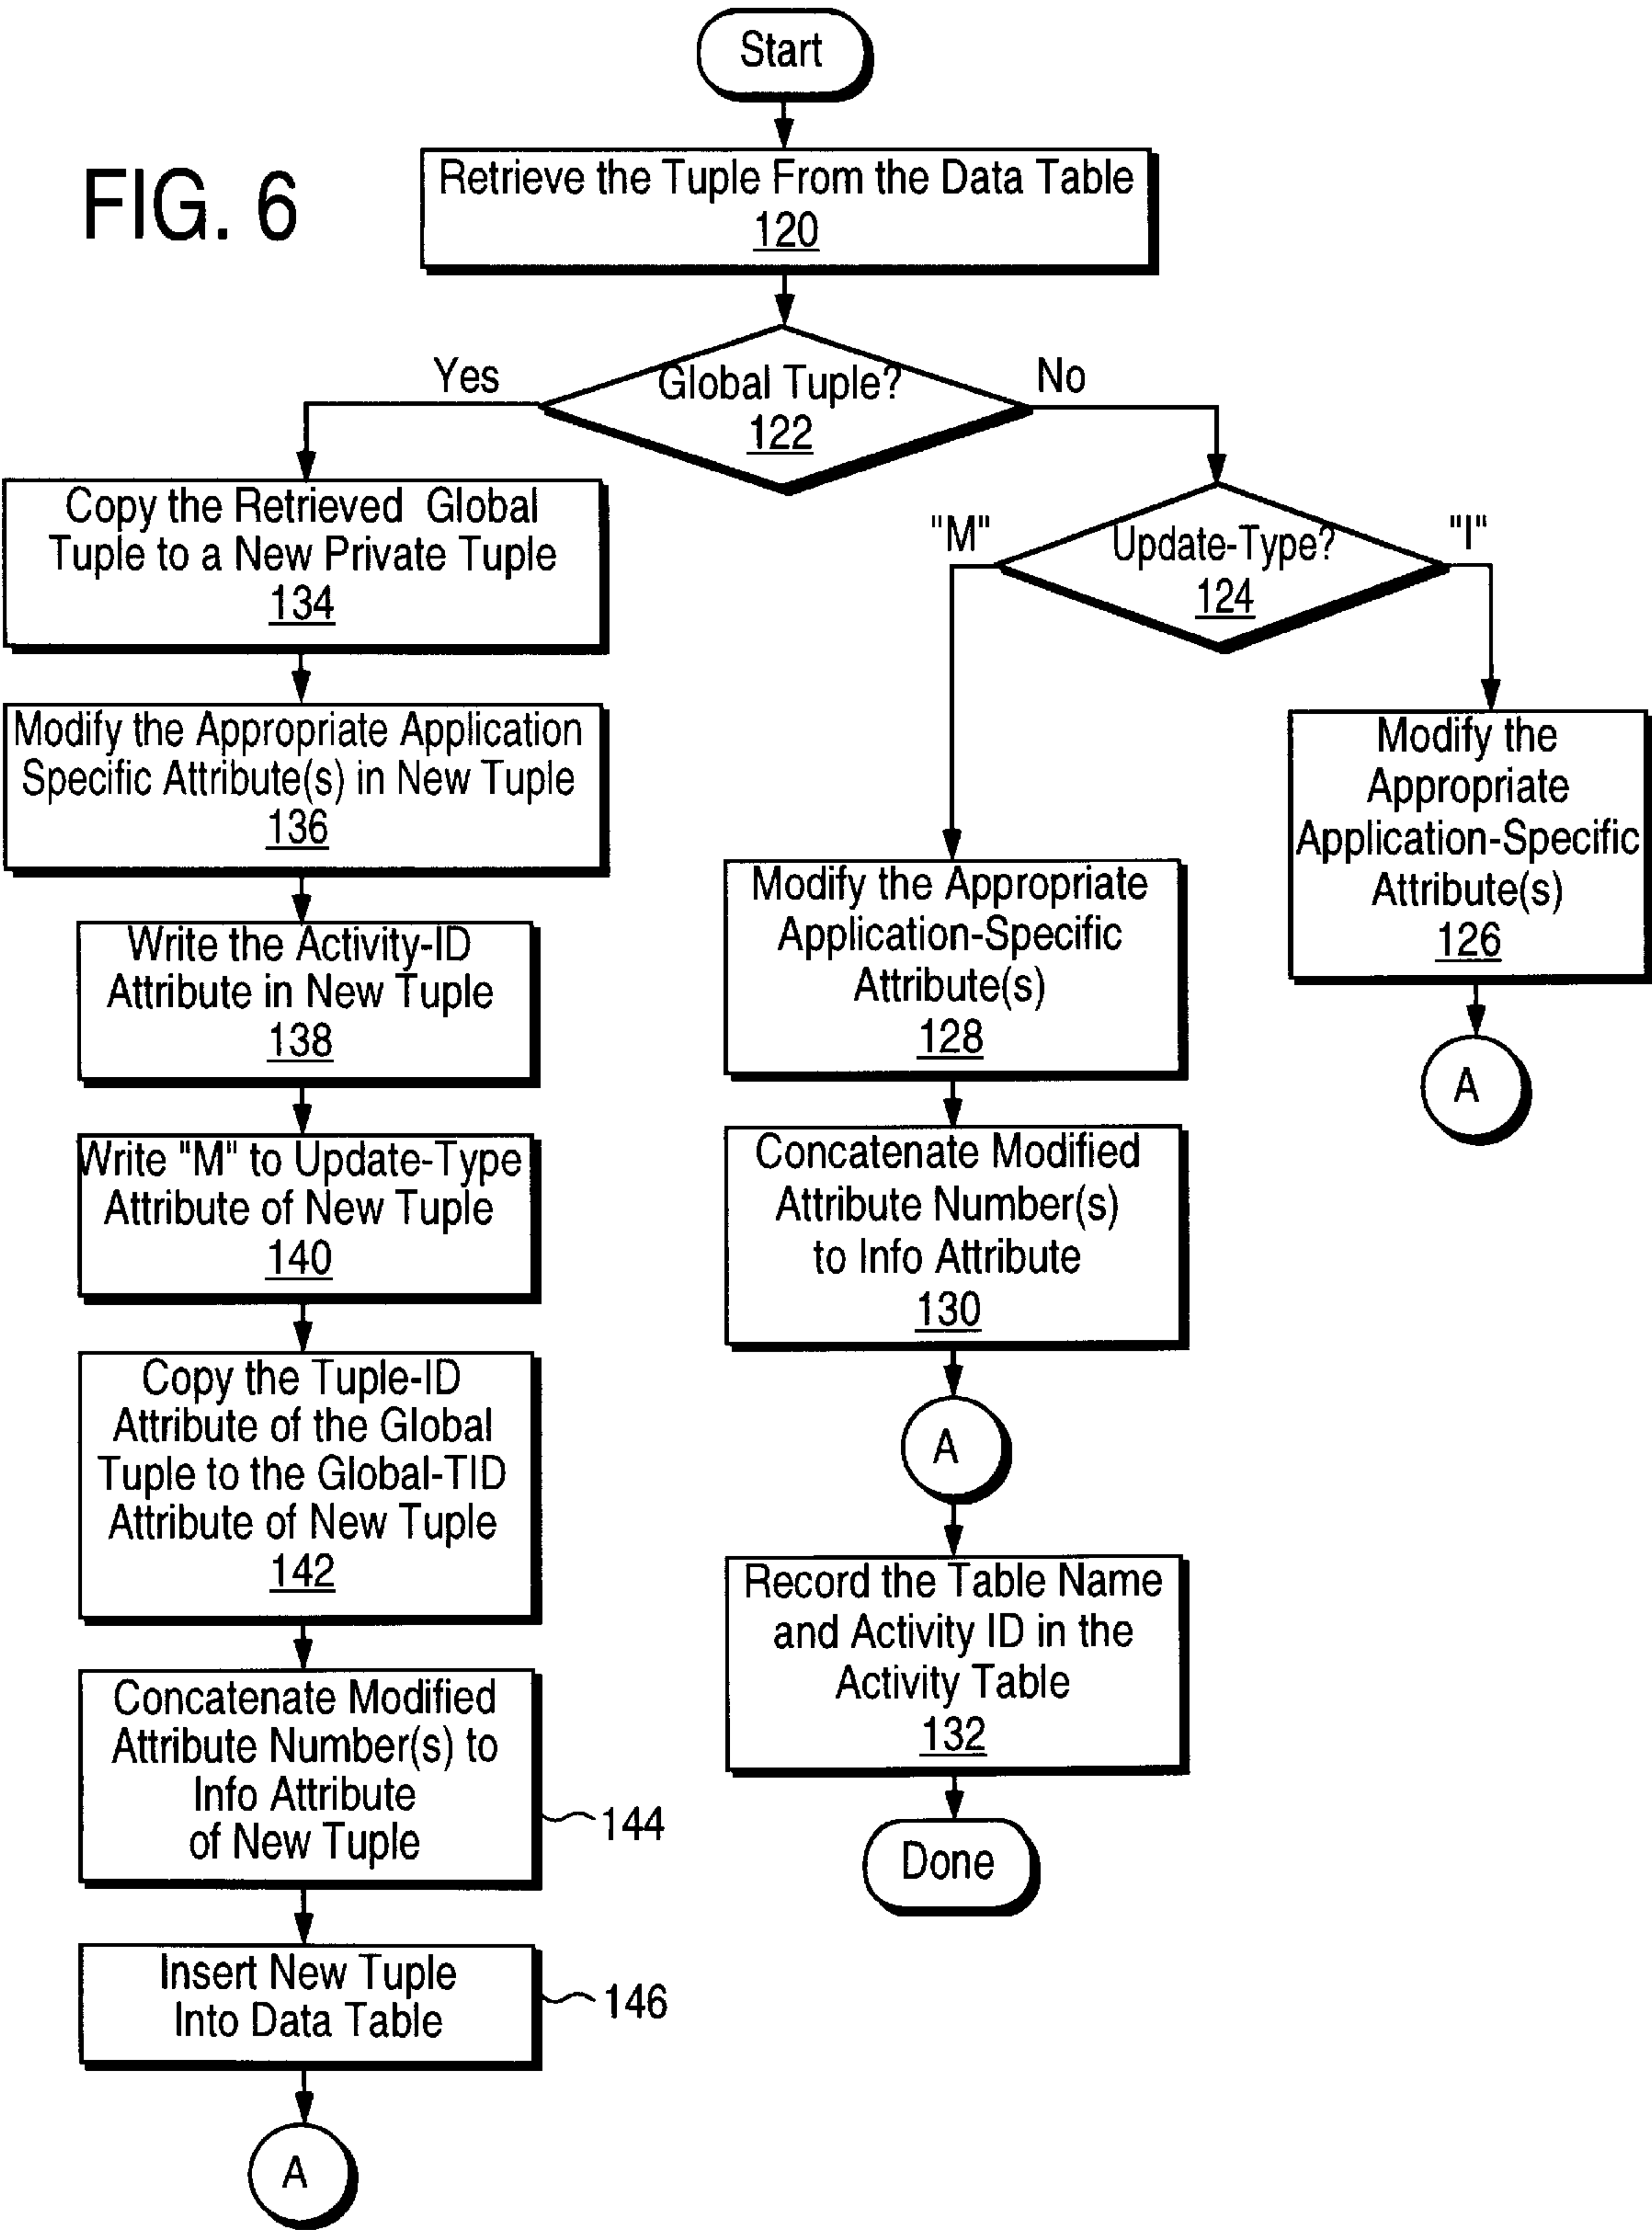 Start
FIG. 6
Retrieve the Tuple From the Data Table
120
Yes
Global Tuple?
122
No
Copy the Retrieved Global
Tuple to a New Private Tuple
134
"M"
Update-Type?
124
"I"
Modify the Appropriate Application
Specific Attribute(s) in New Tuple
136
Modify the
Appropriate
Application-Specific
Attribute(s)
126
A
Write the Activity-ID
Attribute in New Tuple
138
Modify the Appropriate
Application-Specific
Attribute(s)
128
Write "M" to Update-Type
Attribute of New Tuple
140
Concatenate Modified
Attribute Number(s)
to Info Attribute
130
A
Copy the Tuple-ID
Attribute of the Global
Tuple to the Global-TID
Attribute of New Tuple
142
Record the Table Name
and Activity ID in the
Activity Table
132
Done
Concatenate Modified
Attribute Number(s) to
Info Attribute
of New Tuple
144
Insert New Tuple
Into Data Table
146
A